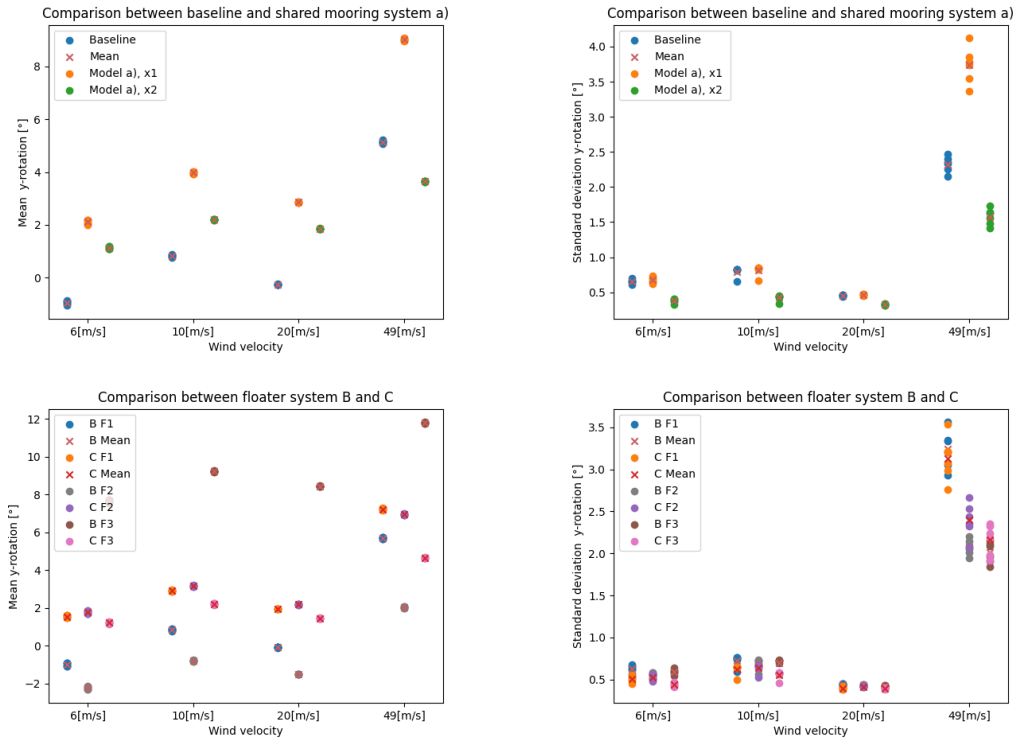 Comparison between baseline and shared mooring system a)
Mean  y-rotation [°]
8
6
4
2
0
Baseline
Mean
Model a), x1
Model a), x2
6[m/s]
10[m/s]
20[m/s]
49[m/s]
Wind velocity
Comparison between baseline and shared mooring system a)
Standard deviation y-rotation [°]
4.0
3.5
3.0
2.5
2.0
1.5
1.0
0.5
Baseline
Mean
Model a), x1
Model a), x2
6[m/s]
10[m/s]
20[m/s]
49[m/s]
Wind velocity
Comparison between floater system B and C
Mean y-rotation [°]
12
10
8
6
4
2
0
−2
B F1
B Mean
C F1
C Mean
B F2
C F2
B F3
C F3
6[m/s]
10[m/s]
20[m/s]
49[m/s]
Wind velocity
Comparison between floater system B and C
Standard deviation  y-rotation [°]
3.5
3.0
2.5
2.0
1.5
1.0
0.5
B F1
B Mean
C F1
C Mean
B F2
C F2
B F3
C F3
6[m/s]
10[m/s]
20[m/s]
49[m/s]
Wind velocity